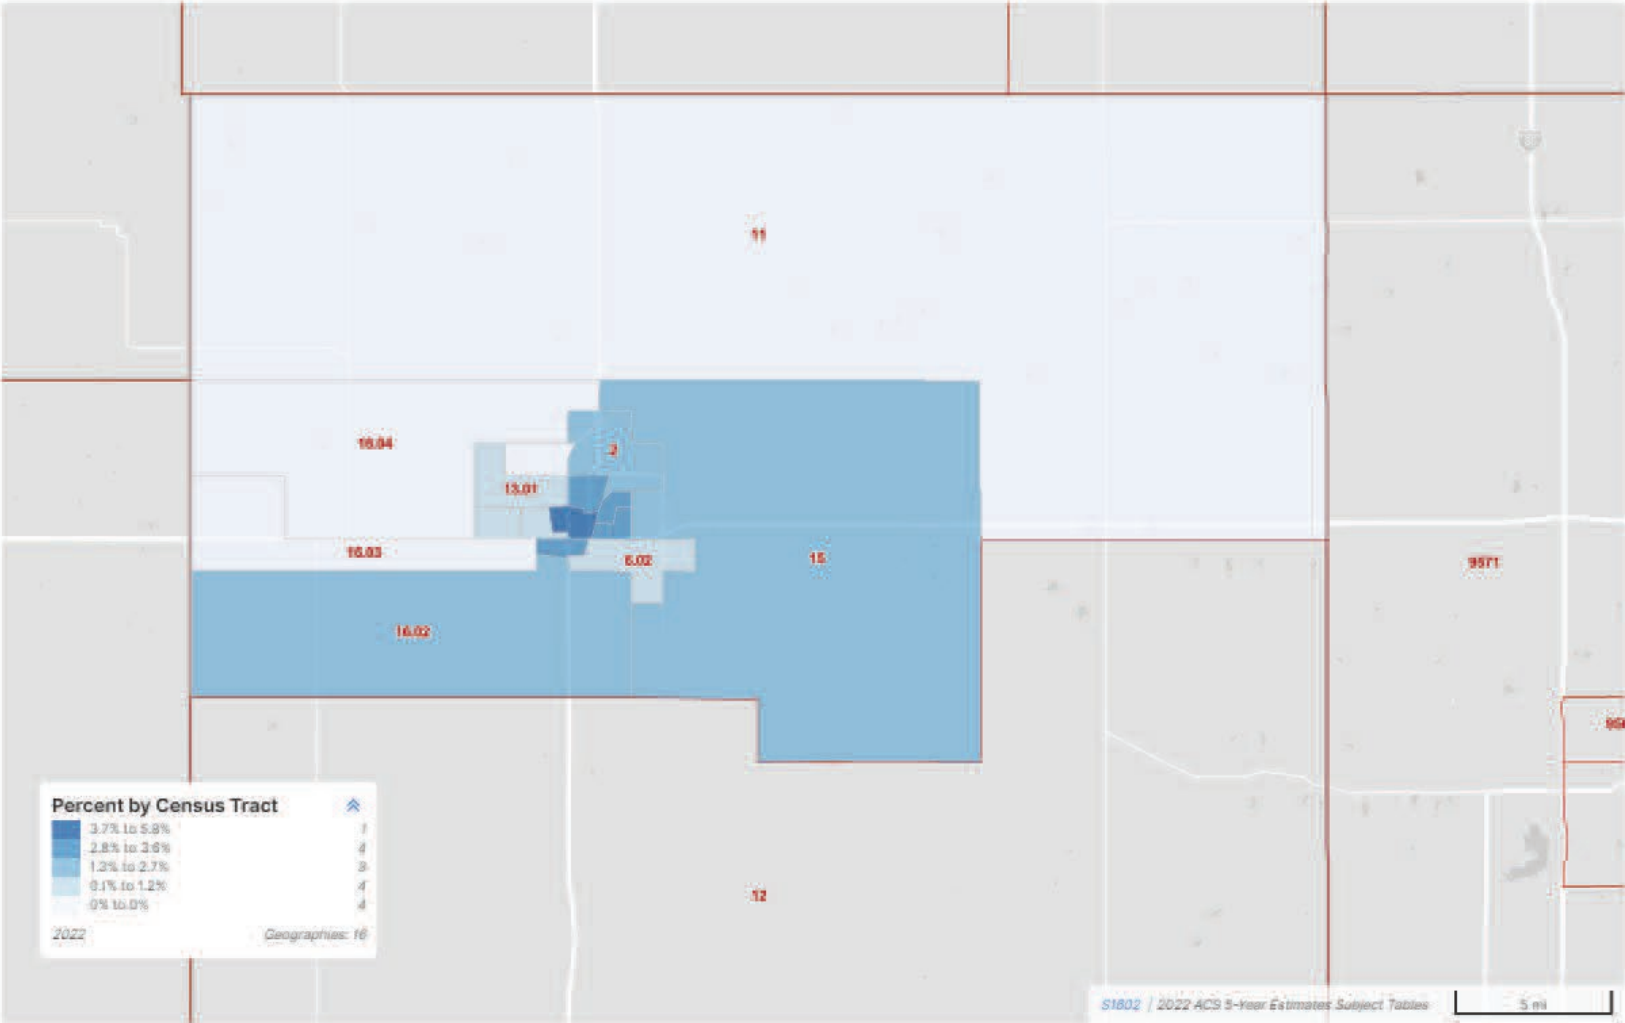 11
16.04
2
13.01
16.03
6.02
15
9571
16.02
Percent by Census Tract
3.7% to 5.8% 1
2.8% to 3.6% 4
1.3% to 2.7% 3
0.1% to 1.2% 4
0% to 0% 4
2022 Geographies: 16
12
S1602 | 2022 ACS 5-Year Estimates Subject Tables
5 mi